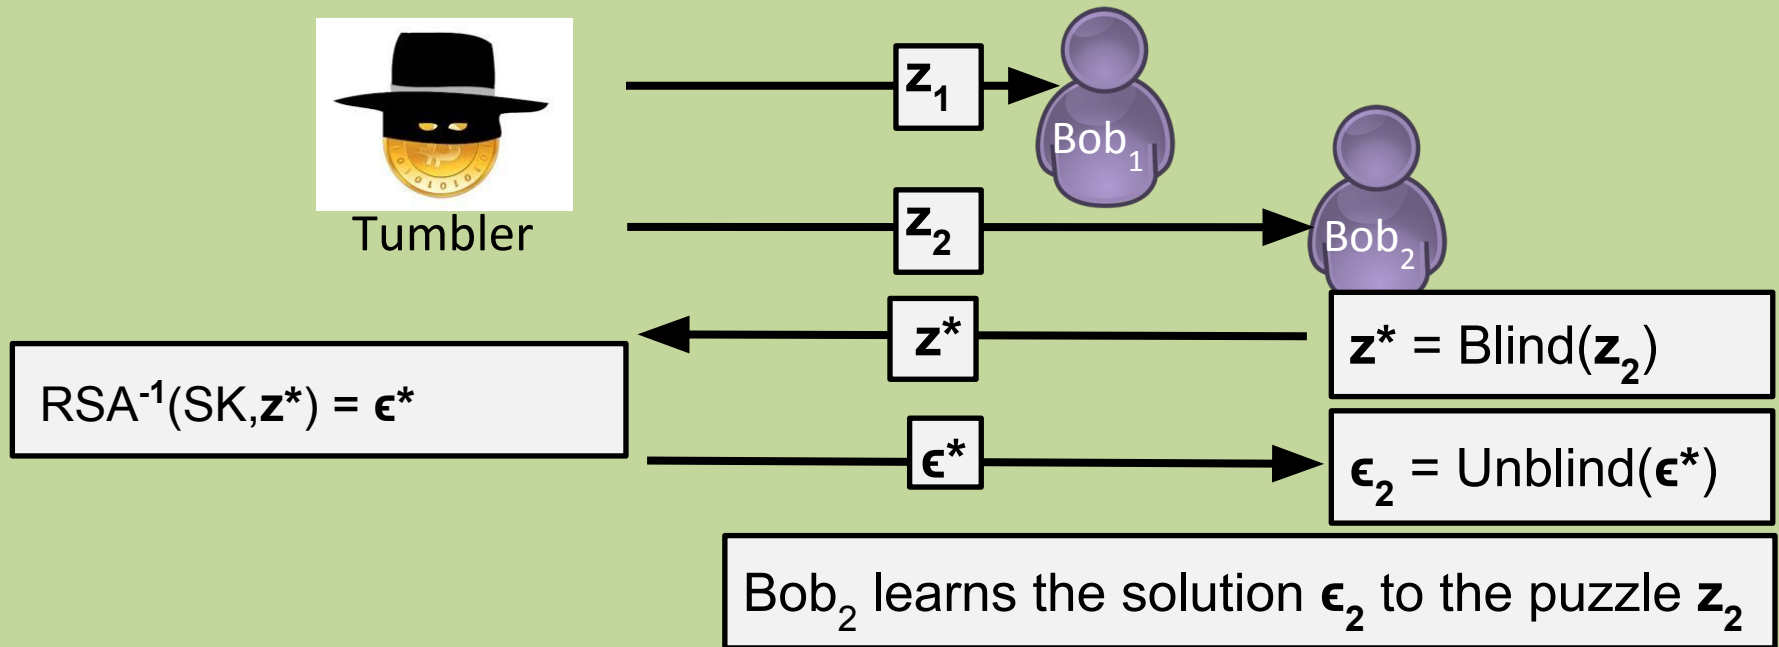 z₁
Bob₁
Tumbler
z₂
Bob₂
z*
z* = Blind(z₂)
RSA⁻¹(SK,z*) = ϵ*
ϵ*
ϵ₂ = Unblind(ϵ*)
Bob₂ learns the solution ϵ₂ to the puzzle z₂